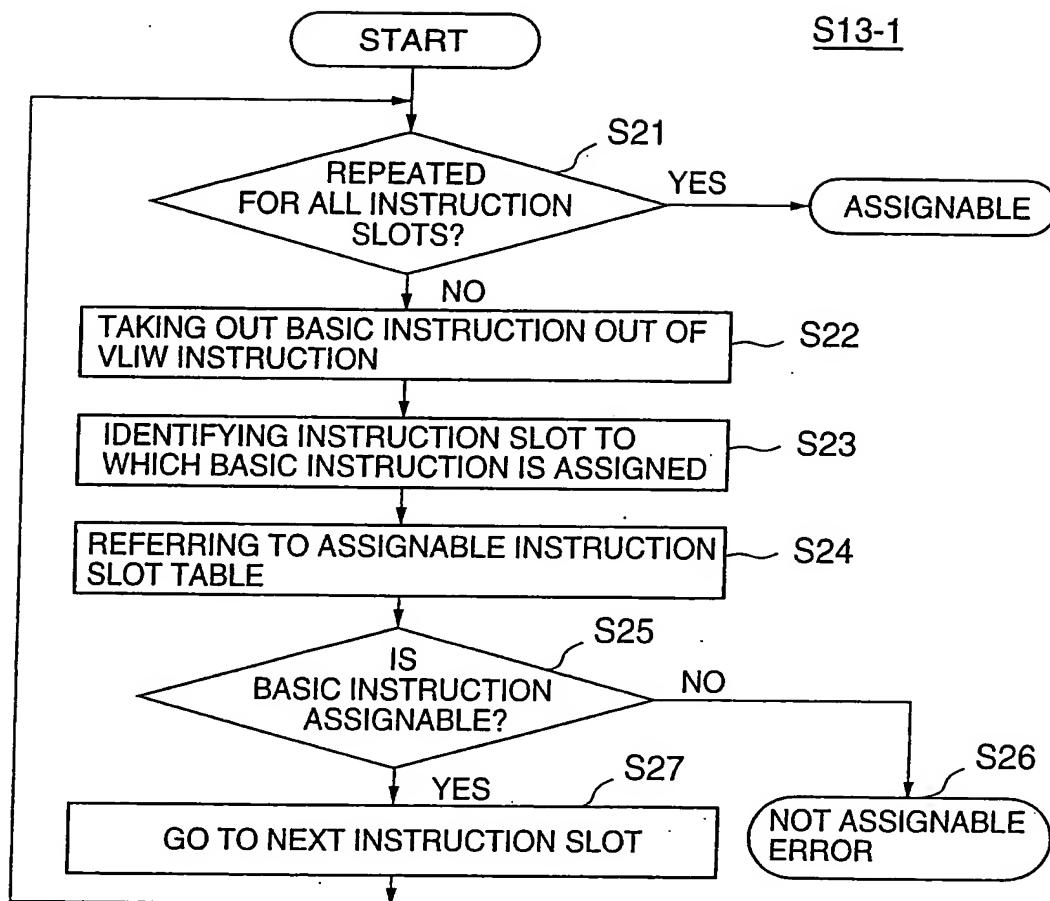 START
S13-1
S21
REPEATED
FOR ALL INSTRUCTION
SLOTS?
YES
ASSIGNABLE
NO
TAKING OUT BASIC INSTRUCTION OUT OF
VLIW INSTRUCTION
S22
IDENTIFYING INSTRUCTION SLOT TO
WHICH BASIC INSTRUCTION IS ASSIGNED
S23
REFERRING TO ASSIGNABLE INSTRUCTION
SLOT TABLE
S24
S25
IS
BASIC INSTRUCTION
ASSIGNABLE?
NO
YES
S27
S26
GO TO NEXT INSTRUCTION SLOT
NOT ASSIGNABLE
ERROR